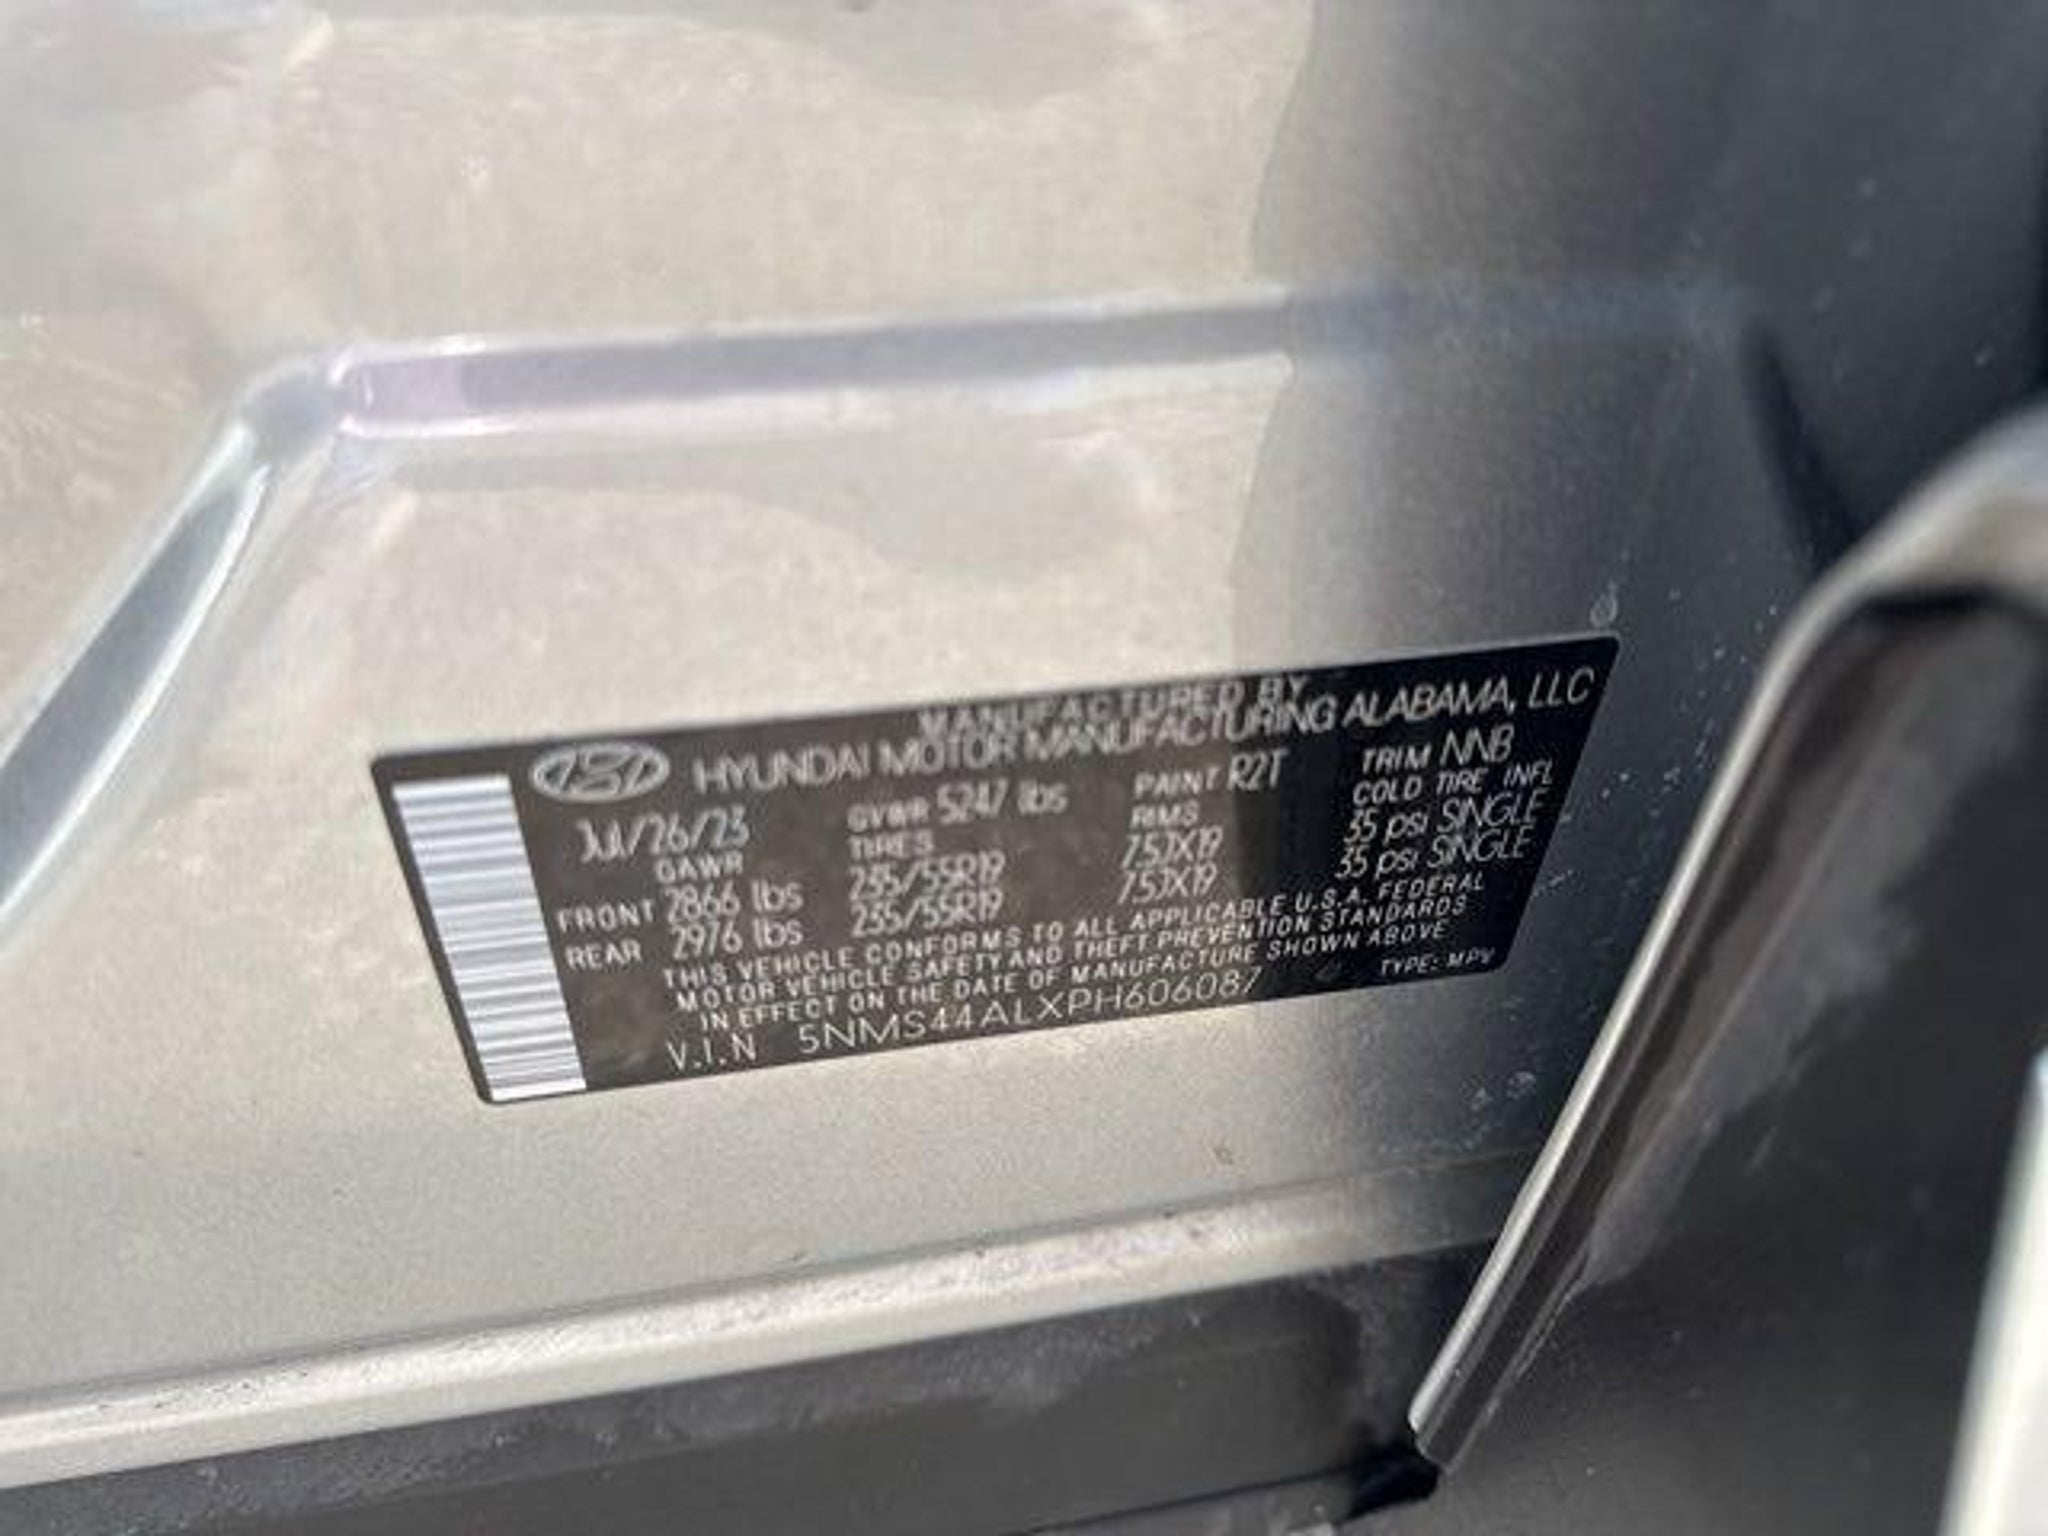 MANUFACTURED BY
HYUNDAI MOTOR MANUFACTURING ALABAMA, LLC
JUL/26/23 GVWR 5247 lbs PAINT R2T TRIM NNB
GAWR TIRES RIMS COLD TIRE INFL
FRONT 2866 lbs 235/55R19 7.5JX19 35 psi SINGLE
REAR 2976 lbs 235/55R19 7.5JX19 35 psi SINGLE
THIS VEHICLE CONFORMS TO ALL APPLICABLE U.S.A. FEDERAL
MOTOR VEHICLE SAFETY AND THEFT PREVENTION STANDARDS
IN EFFECT ON THE DATE OF MANUFACTURE SHOWN ABOVE
V.I.N 5NMS44ALXPH606087 TYPE: MPV